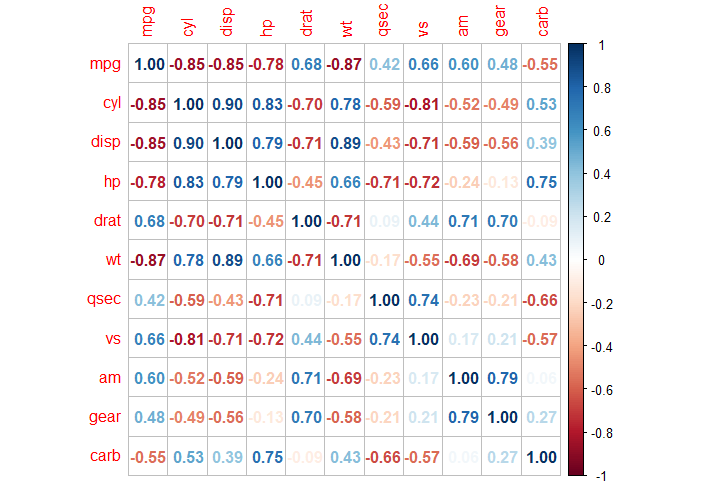 mpg cyl disp hp drat wt qsec vs am gear carb
mpg 1.00 -0.85 -0.85 -0.78 0.68 -0.87 0.42 0.66 0.60 0.48 -0.55
cyl -0.85 1.00 0.90 0.83 -0.70 0.78 -0.59 -0.81 -0.52 -0.49 0.53
disp -0.85 0.90 1.00 0.79 -0.71 0.89 -0.43 -0.71 -0.59 -0.56 0.39
hp -0.78 0.83 0.79 1.00 -0.45 0.66 -0.71 -0.72 -0.24 -0.13 0.75
drat 0.68 -0.70 -0.71 -0.45 1.00 -0.71 0.09 0.44 0.71 0.70 -0.09
wt -0.87 0.78 0.89 0.66 -0.71 1.00 -0.17 -0.55 -0.69 -0.58 0.43
qsec 0.42 -0.59 -0.43 -0.71 0.09 -0.17 1.00 0.74 -0.23 -0.21 -0.66
vs 0.66 -0.81 -0.71 -0.72 0.44 -0.55 0.74 1.00 0.17 0.21 -0.57
am 0.60 -0.52 -0.59 -0.24 0.71 -0.69 -0.23 0.17 1.00 0.79 0.06
gear 0.48 -0.49 -0.56 -0.13 0.70 -0.58 -0.21 0.21 0.79 1.00 0.27
carb -0.55 0.53 0.39 0.75 -0.09 0.43 -0.66 -0.57 0.06 0.27 1.00
1
0.8
0.6
0.4
0.2
0
-0.2
-0.4
-0.6
-0.8
-1